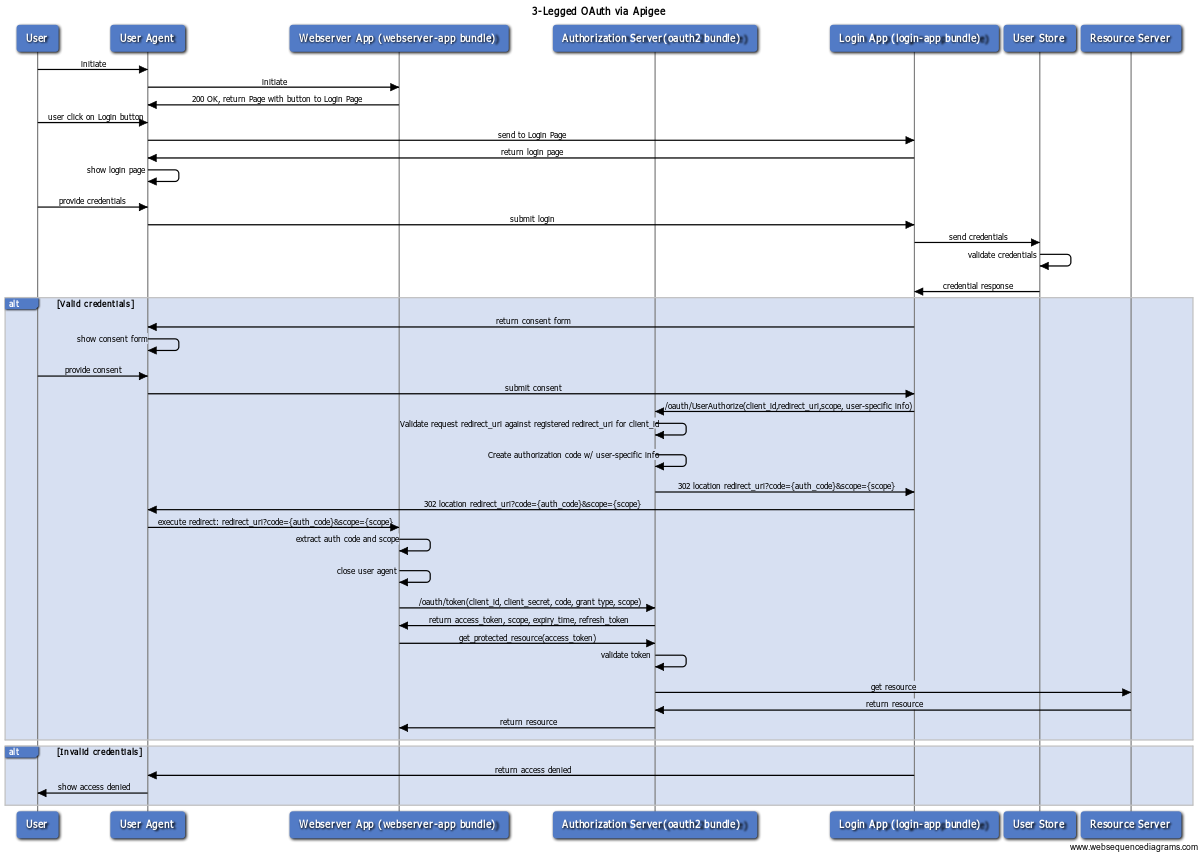 3-Legged OAuth via Apigee
User
User Agent
Webserver App (webserver-app bundle)
Authorization Server(oauth2 bundle)
Login App (login-app bundle)
User Store
Resource Server
initiate
initiate
200 OK, return Page with button to Login Page
user click on Login button
send to Login Page
return login page
show login page
provide credentials
submit login
send credentials
validate credentials
credential response
alt [Valid credentials]
return consent form
show consent form
provide consent
submit consent
/oauth/UserAuthorize(client_id,redirect_uri,scope, user-specific info)
Validate request redirect_uri against registered redirect_uri for client_id
Create authorization code w/ user-specific info
302 location redirect_uri?code={auth_code}&scope={scope}
302 location redirect_uri?code={auth_code}&scope={scope}
execute redirect: redirect_uri?code={auth_code}&scope={scope}
extract auth code and scope
close user agent
/oauth/token(client_id, client_secret, code, grant type, scope)
return access_token, scope, expiry_time, refresh_token
get_protected_resource(access_token)
validate token
get resource
return resource
return resource
alt [Invalid credentials]
return access denied
show access denied
User
User Agent
Webserver App (webserver-app bundle)
Authorization Server(oauth2 bundle)
Login App (login-app bundle)
User Store
Resource Server
www.websequencediagrams.com